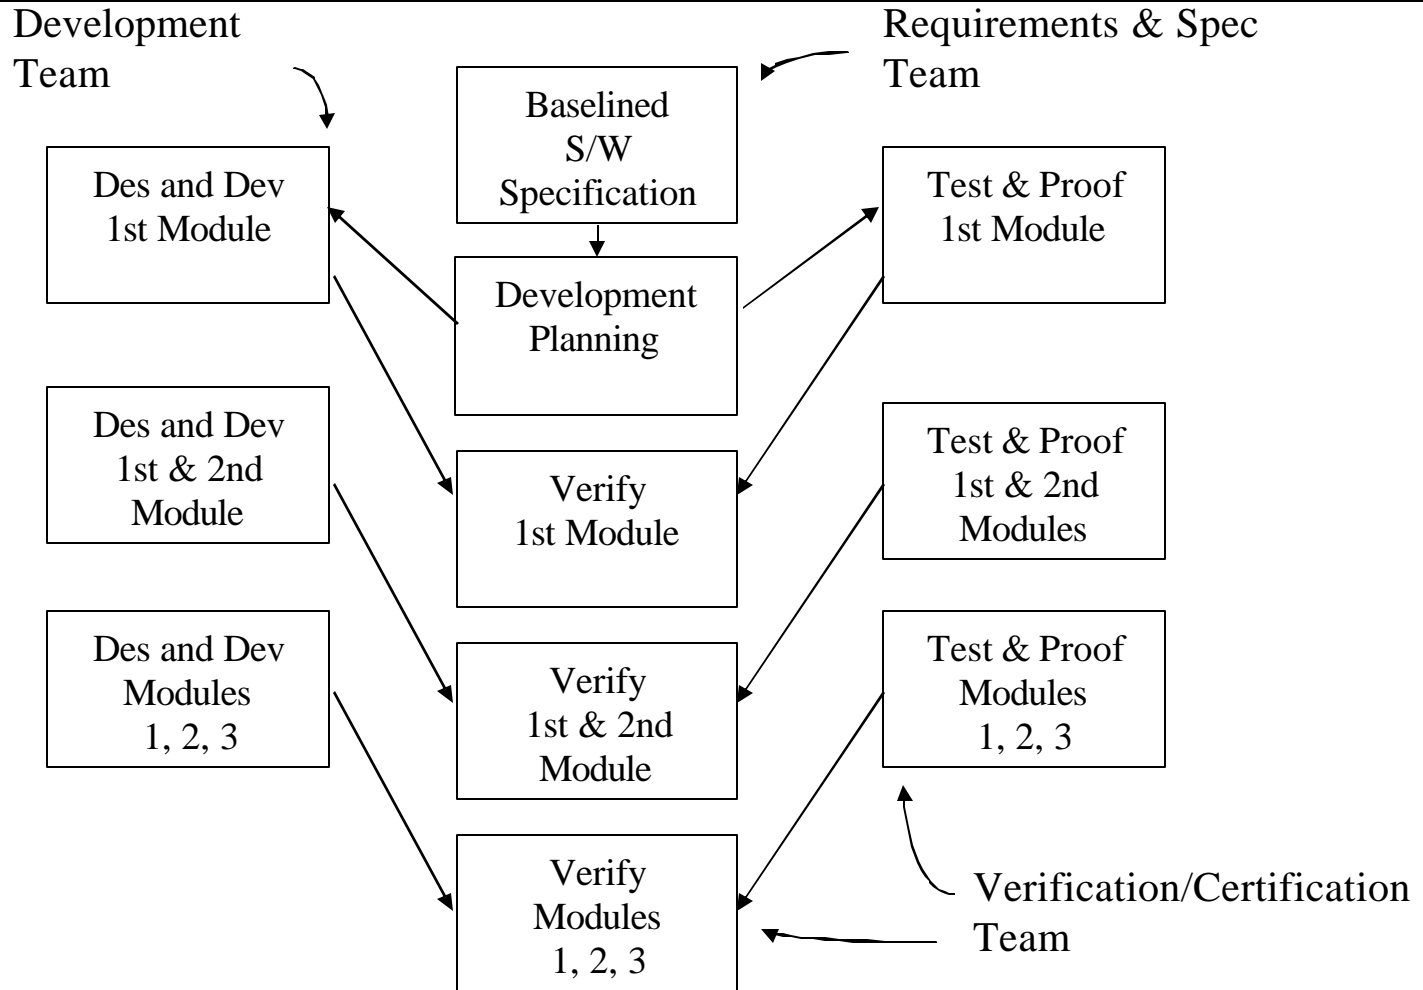 Development
Team
Requirements & Spec
Team
Baselined
S/W
Specification
Des and Dev
1st Module
Test & Proof
1st Module
Development
Planning
Des and Dev
1st & 2nd
Module
Test & Proof
1st & 2nd
Modules
Verify
1st Module
Des and Dev
Modules
1, 2, 3
Test & Proof
Modules
1, 2, 3
Verify
1st & 2nd
Module
Verify
Modules
1, 2, 3
Verification/Certification
Team